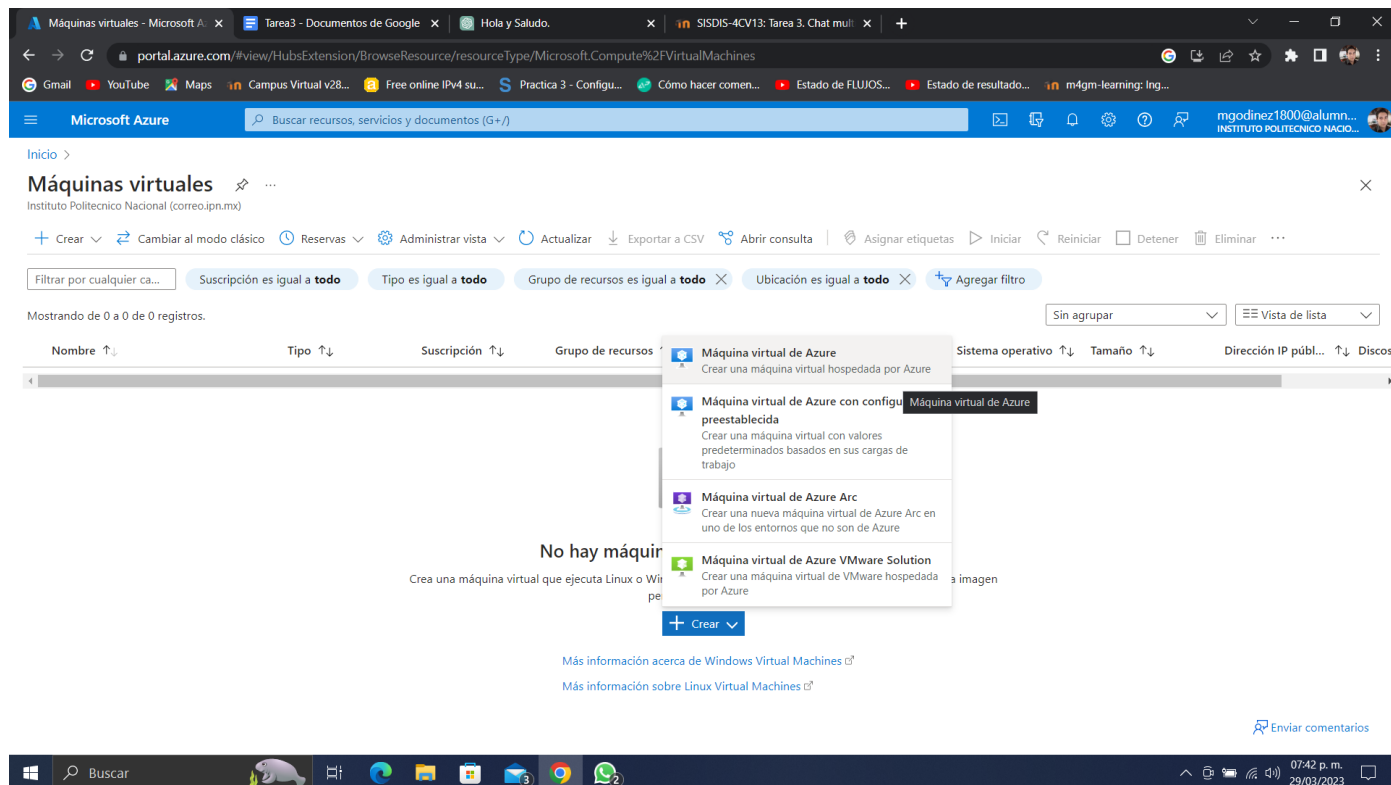 Máquinas virtuales - Microsoft A
Tarea3 - Documentos de Google
Hola y Saludo.
SISDIS-4CV13: Tarea 3. Chat mult
portal.azure.com/#view/HubsExtension/BrowseResource/resourceType/Microsoft.Compute%2FVirtualMachines
Gmail YouTube Maps Campus Virtual v28... Free online IPv4 su... Practica 3 - Configu... Cómo hacer comen... Estado de FLUJOS... Estado de resultado... m4gm-learning: Ing...
Microsoft Azure
Buscar recursos, servicios y documentos (G+/)
mgodinez1800@alumn...
INSTITUTO POLITECNICO NACIO...
Inicio >
Máquinas virtuales ...
Instituto Politecnico Nacional (correo.ipn.mx)
+ Crear Cambiar al modo clásico Reservas Administrar vista Actualizar Exportar a CSV Abrir consulta Asignar etiquetas Iniciar Reiniciar Detener Eliminar ...
Filtrar por cualquier ca... Suscripción es igual a todo Tipo es igual a todo Grupo de recursos es igual a todo Ubicación es igual a todo Agregar filtro
Mostrando de 0 a 0 de 0 registros.
Sin agrupar
Vista de lista
Nombre ↑↓ Tipo ↑↓ Suscripción ↑↓ Grupo de recursos Sistema operativo ↑↓ Tamaño ↑↓ Dirección IP públ... ↑↓ Discos
Máquina virtual de Azure
Crear una máquina virtual hospedada por Azure
Máquina virtual de Azure con configu
Máquina virtual de Azure
preestablecida
Crear una máquina virtual con valores
predeterminados basados en sus cargas de
trabajo
Máquina virtual de Azure Arc
Crear una nueva máquina virtual de Azure Arc en
uno de los entornos que no son de Azure
Máquina virtual de Azure VMware Solution
Crear una máquina virtual de VMware hospedada
por Azure
No hay máquin
Crea una máquina virtual que ejecuta Linux o Wi
a imagen
pe
+ Crear
Más información acerca de Windows Virtual Machines
Más información sobre Linux Virtual Machines
Enviar comentarios
Buscar
3
2
07:42 p. m.
29/03/2023